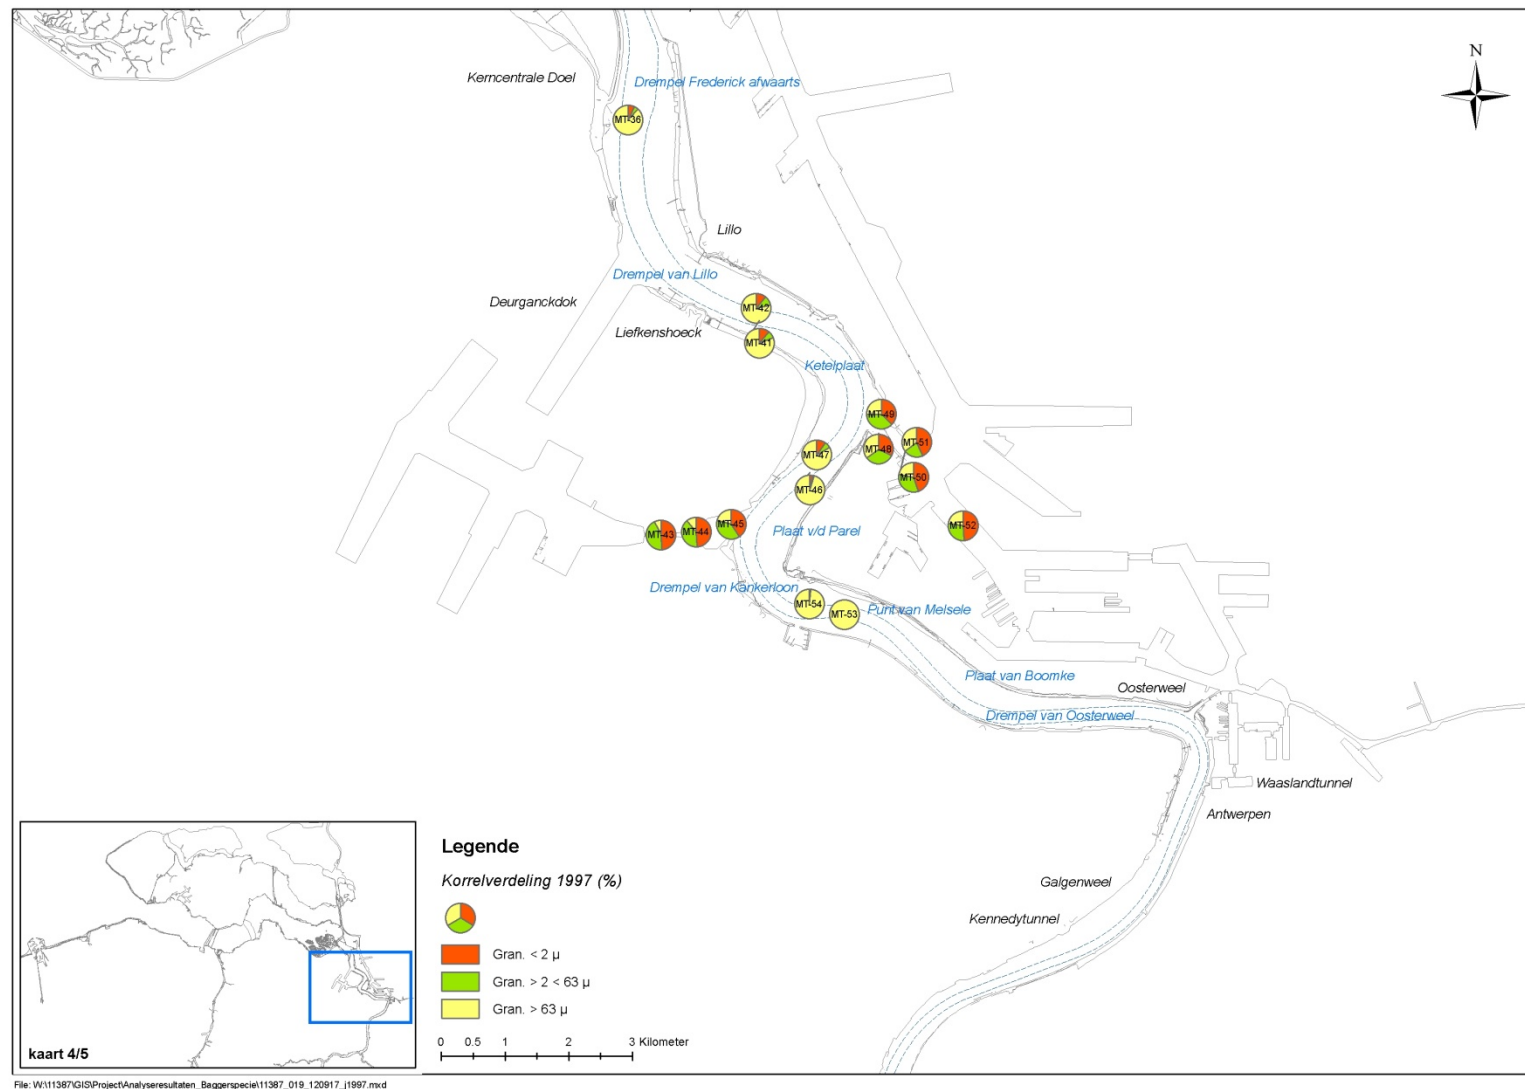 N
Kerncentrale Doel
Drempel Frederick afwaarts
MT-36
Lillo
Drempel van Lillo
Deurganckdok
MT-42
Liefkenshoeck
MT-41
Ketelplaat
MT-49
MT-51
MT-48
MT-47
MT-50
MT-46
MT-45
MT-52
MT-44
MT-43
Plaat v/d Parel
Drempel van Kankerloon
MT-54
MT-53
Punt van Melsele
Plaat van Boomke
Oosterweel
Drempel van Oosterweel
Waaslandtunnel
Antwerpen
Galgenweel
Kennedytunnel
Legende
Korrelverdeling 1997 (%)
Gran. < 2 µ
Gran. > 2 < 63 µ
Gran. > 63 µ
0 0.5 1 2 3 Kilometer
kaart 4/5
File: W:\11387\GIS\Project\Analyseresultaten_Baggerspecie\11387_019_120917_j1997.mxd